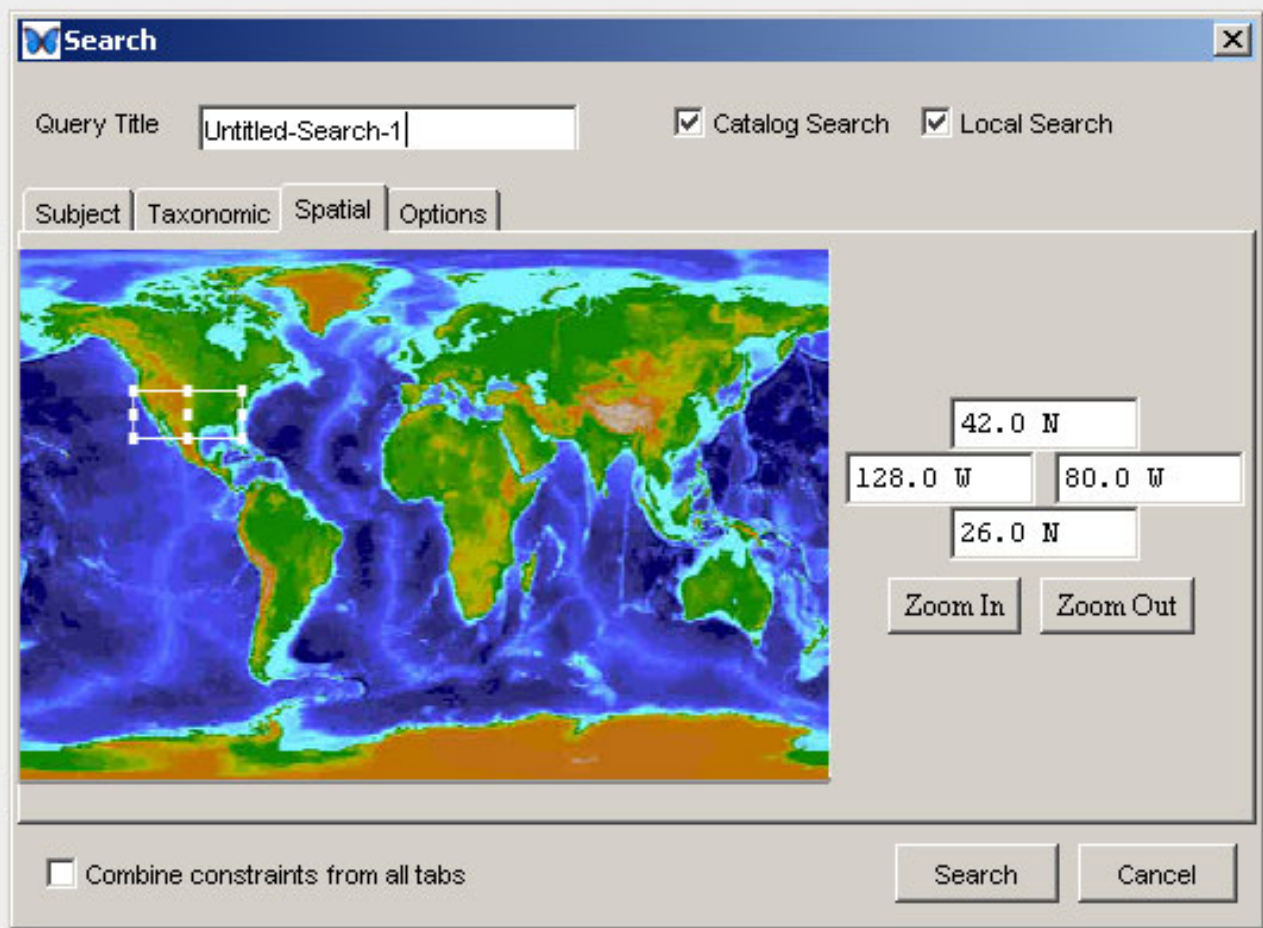 Search
Query Title Untitled-Search-1 Catalog Search Local Search
Subject Taxonomic Spatial Options
42.0 N
128.0 W 80.0 W
26.0 N
Zoom In Zoom Out
Combine constraints from all tabs Search Cancel